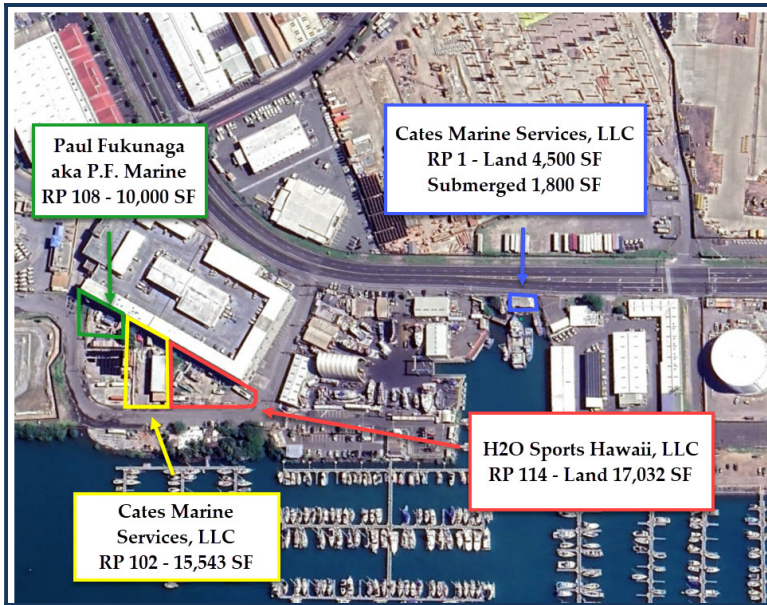 Paul Fukunaga
aka P.F. Marine
RP 108 - 10,000 SF
Cates Marine Services, LLC
RP 1 - Land 4,500 SF
Submerged 1,800 SF
H2O Sports Hawaii, LLC
RP 114 - Land 17,032 SF
Cates Marine
Services, LLC
RP 102 - 15,543 SF